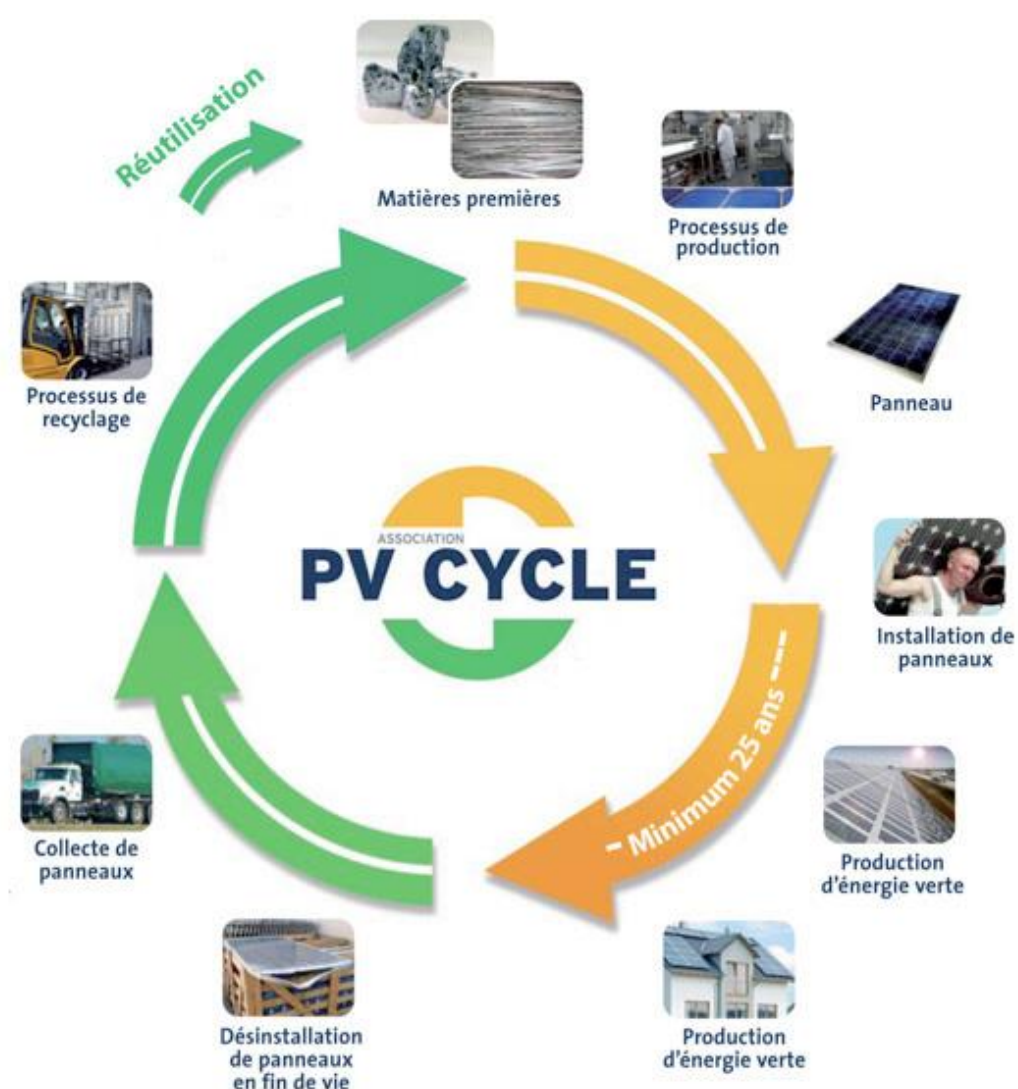 Réutilisation
Matières premières
Processus de
production
Panneau
Installation de
panneaux
Minimum 25 ans
Production
d'énergie verte
Production
d'énergie verte
Désinstallation
de panneaux
en fin de vie
Collecte de
panneaux
Processus de
recyclage
ASSOCIATION
PV CYCLE